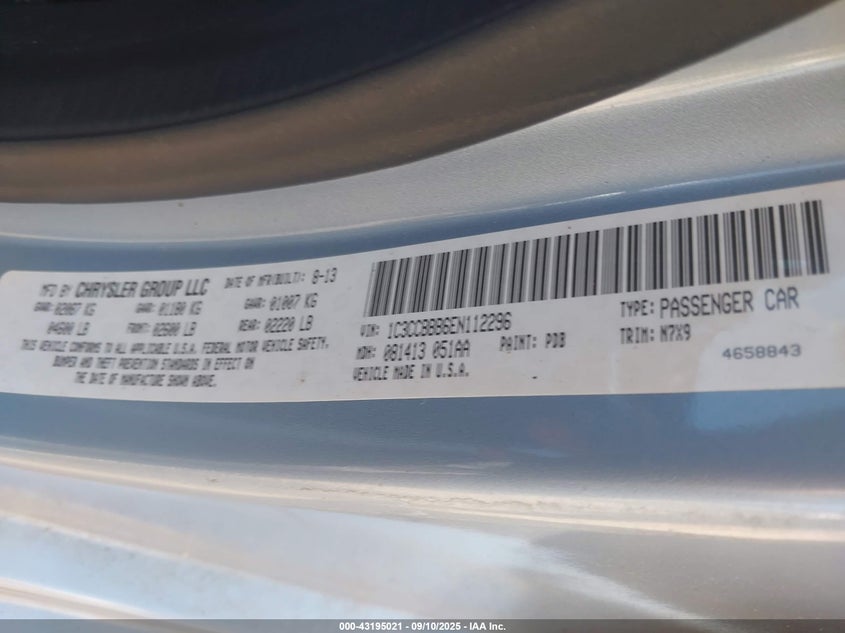 MFD BY CHRYSLER GROUP LLC DATE OF MFR(BUILT): 8-13
GVWR: 02087 KG GAWR: 01180 KG GAWR: 01007 KG
04600 LB FRONT: 02600 LB REAR: 02220 LB
THIS VEHICLE CONFORMS TO ALL APPLICABLE U.S.A. FEDERAL MOTOR VEHICLE SAFETY,
BUMPER AND THEFT PREVENTION STANDARDS IN EFFECT ON
THE DATE OF MANUFACTURE SHOWN ABOVE.
VIN: 1C3CCBBB6EN112296
TYPE: PASSENGER CAR
MDH: 081413 051AA PAINT: PDB TRIM: M7X9
VEHICLE MADE IN U.S.A.
4658843
000-43195021 - 09/10/2025 - IAA Inc.